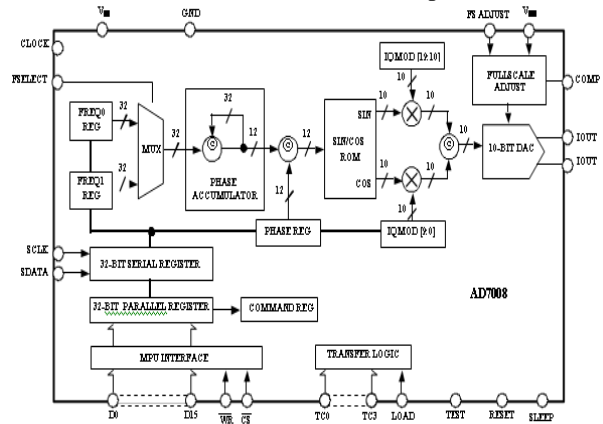 GND
FS ADJUST
CLOCK
FSELECT
FREQ0 REG
32
MUX
32
32
FREQ1 REG
32
PHASE ACCUMULATOR
12
12
12
PHASE REG
SIN/COS ROM
SIN
COS
10
10
IQMOD [19:10]
10
10
10
10
IQMOD [9:0]
10
FULLSCALE ADJUST
COMP
10-BIT DAC
IOUT
IOUT
SCLK
SDATA
32-BIT SERIAL REGISTER
32-BIT PARALLEL REGISTER
COMMAND REG
AD7008
MPU INTERFACE
TRANSFER LOGIC
D0
D15
WR
CS
TC0
TC3
LOAD
TEST
RESET
SLEEP